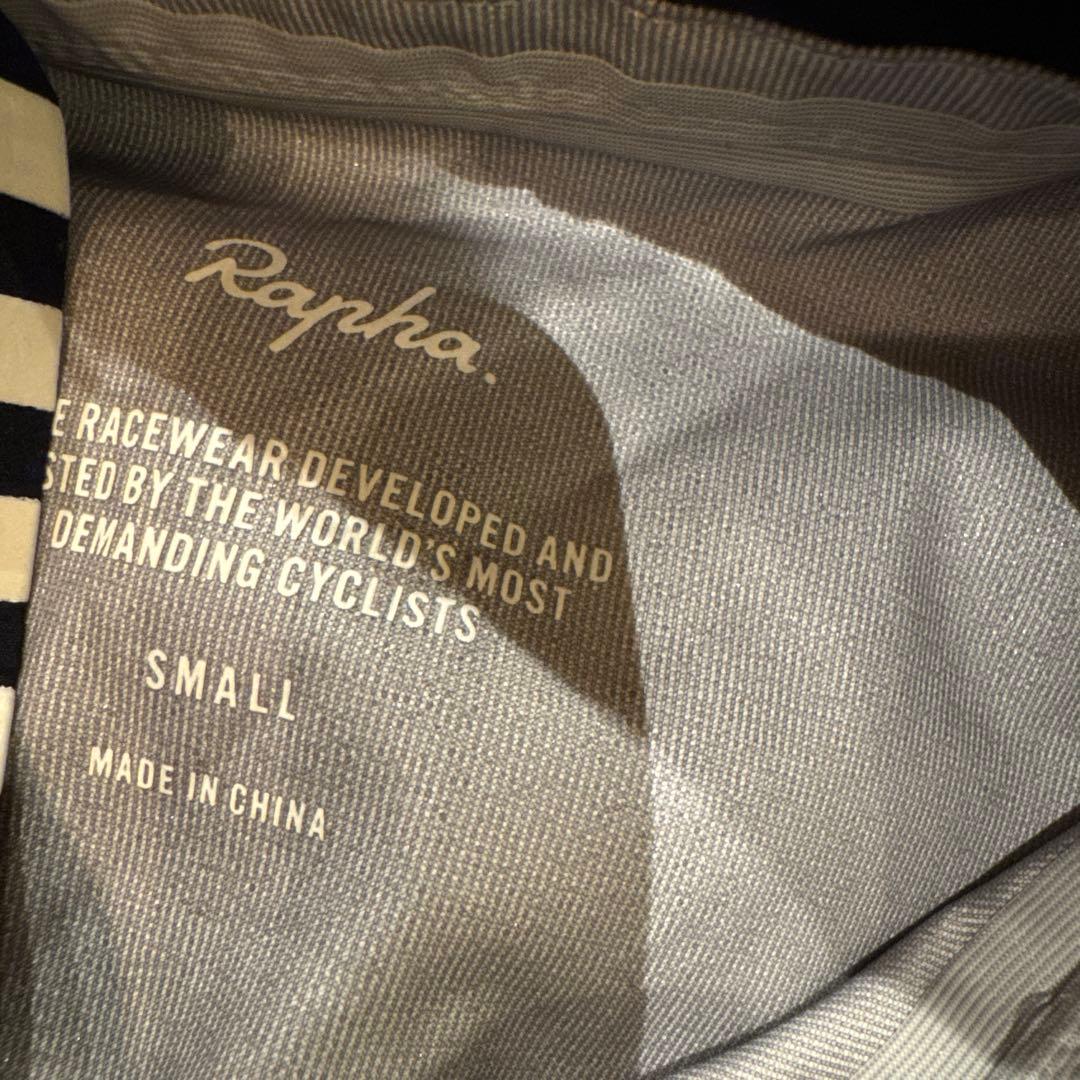 Rapha.
E RACEWEAR DEVELOPED AND
STED BY THE WORLD'S MOST
DEMANDING CYCLISTS
SMALL
MADE IN CHINA